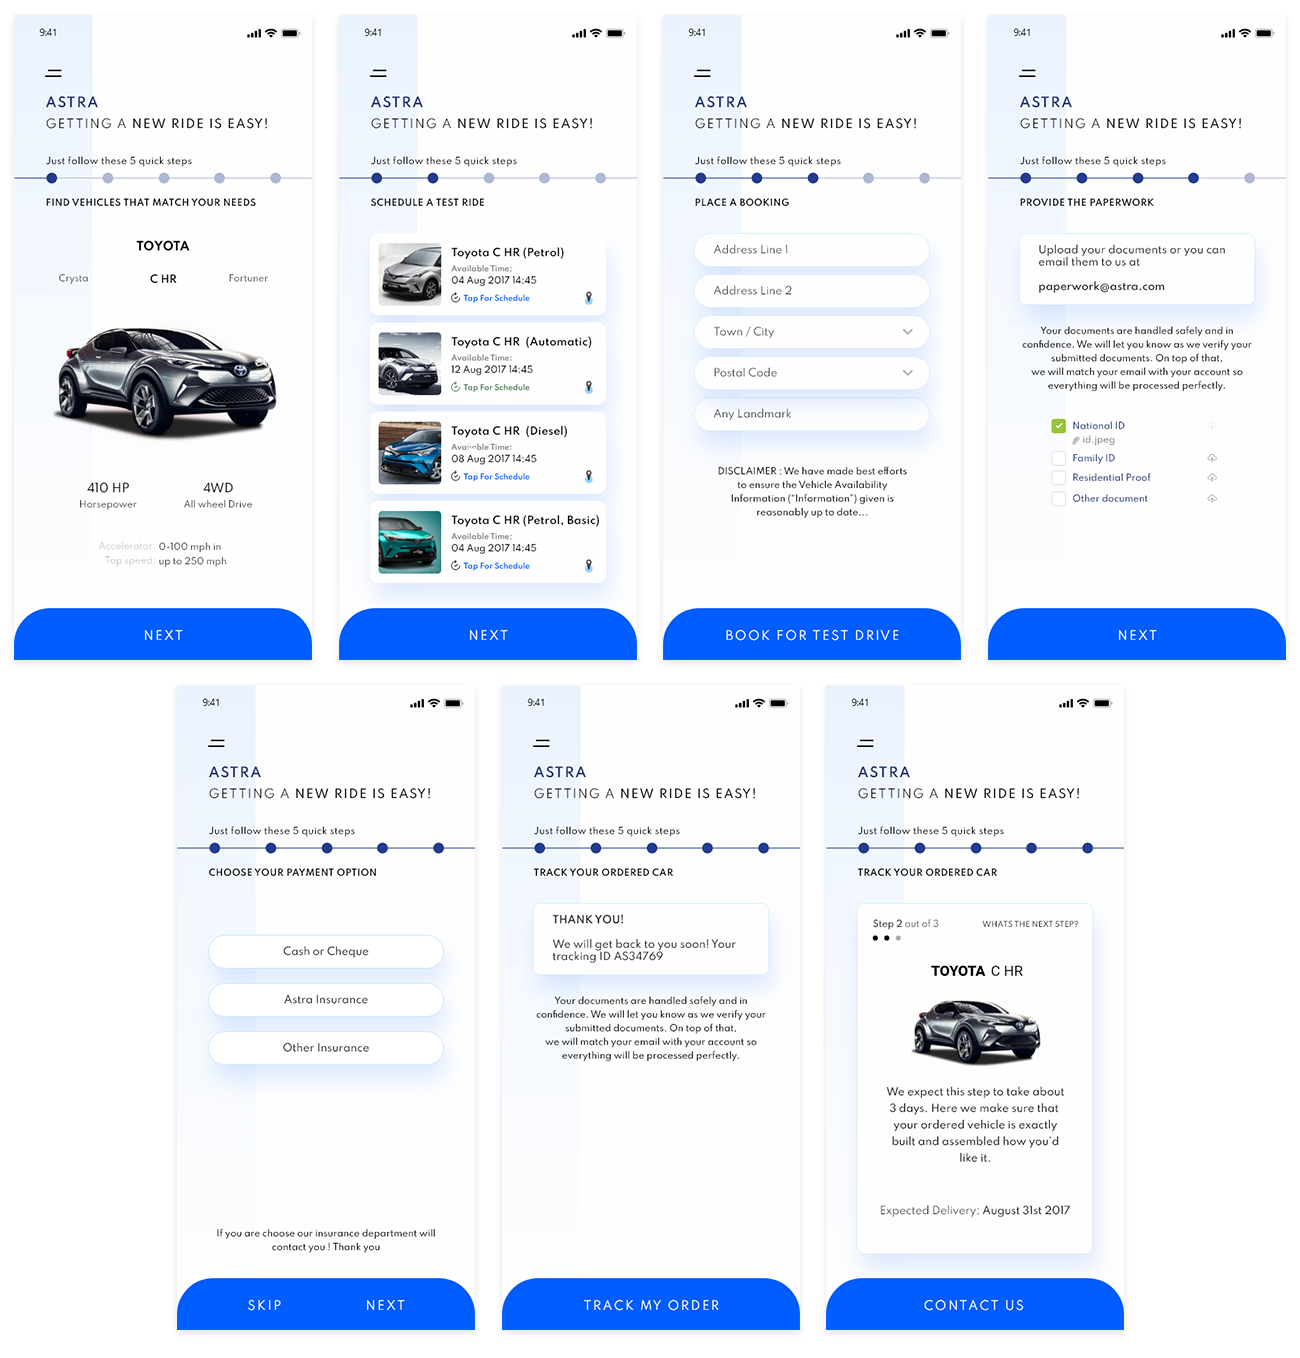 9:41
ASTRA
GETTING A NEW RIDE IS EASY!
Just follow these 5 quick steps
FIND VEHICLES THAT MATCH YOUR NEEDS
TOYOTA
Crysta C HR Fortuner
410 HP 4WD
Horsepower All wheel Drive
Accelerator: 0-100 mph in
Top speed: up to 250 mph
NEXT
9:41
ASTRA
GETTING A NEW RIDE IS EASY!
Just follow these 5 quick steps
SCHEDULE A TEST RIDE
Toyota C HR (Petrol)
Available Time:
04 Aug 2017 14:45
Tap For Schedule
Toyota C HR (Automatic)
Available Time:
12 Aug 2017 14:45
Tap For Schedule
Toyota C HR (Diesel)
Available Time:
08 Aug 2017 14:45
Tap For Schedule
Toyota C HR (Petrol, Basic)
Available Time:
04 Aug 2017 14:45
Tap For Schedule
NEXT
9:41
ASTRA
GETTING A NEW RIDE IS EASY!
Just follow these 5 quick steps
PLACE A BOOKING
Address Line 1
Address Line 2
Town / City
Postal Code
Any Landmark
DISCLAIMER : We have made best efforts
to ensure the Vehicle Availability
Information (“Information”) given is
reasonably up to date...
BOOK FOR TEST DRIVE
9:41
ASTRA
GETTING A NEW RIDE IS EASY!
Just follow these 5 quick steps
PROVIDE THE PAPERWORK
Upload your documents or you can
email them to us at
paperwork@astra.com
Your documents are handled safely and in
confidence. We will let you know as we verify your
submitted documents. On top of that,
we will match your email with your account so
everything will be processed perfectly.
National ID
id.jpeg
Family ID
Residential Proof
Other document
NEXT
9:41
ASTRA
GETTING A NEW RIDE IS EASY!
Just follow these 5 quick steps
CHOOSE YOUR PAYMENT OPTION
Cash or Cheque
Astra Insurance
Other Insurance
If you are choose our insurance department will
contact you ! Thank you
SKIP NEXT
9:41
ASTRA
GETTING A NEW RIDE IS EASY!
Just follow these 5 quick steps
TRACK YOUR ORDERED CAR
THANK YOU!
We will get back to you soon! Your
tracking ID AS34769
Your documents are handled safely and in
confidence. We will let you know as we verify your
submitted documents. On top of that,
we will match your email with your account so
everything will be processed perfectly.
TRACK MY ORDER
9:41
ASTRA
GETTING A NEW RIDE IS EASY!
Just follow these 5 quick steps
TRACK YOUR ORDERED CAR
Step 2 out of 3 WHATS THE NEXT STEP?
TOYOTA C HR
We expect this step to take about
3 days. Here we make sure that
your ordered vehicle is exactly
built and assembled how you'd
like it.
Expected Delivery: August 31st 2017
CONTACT US